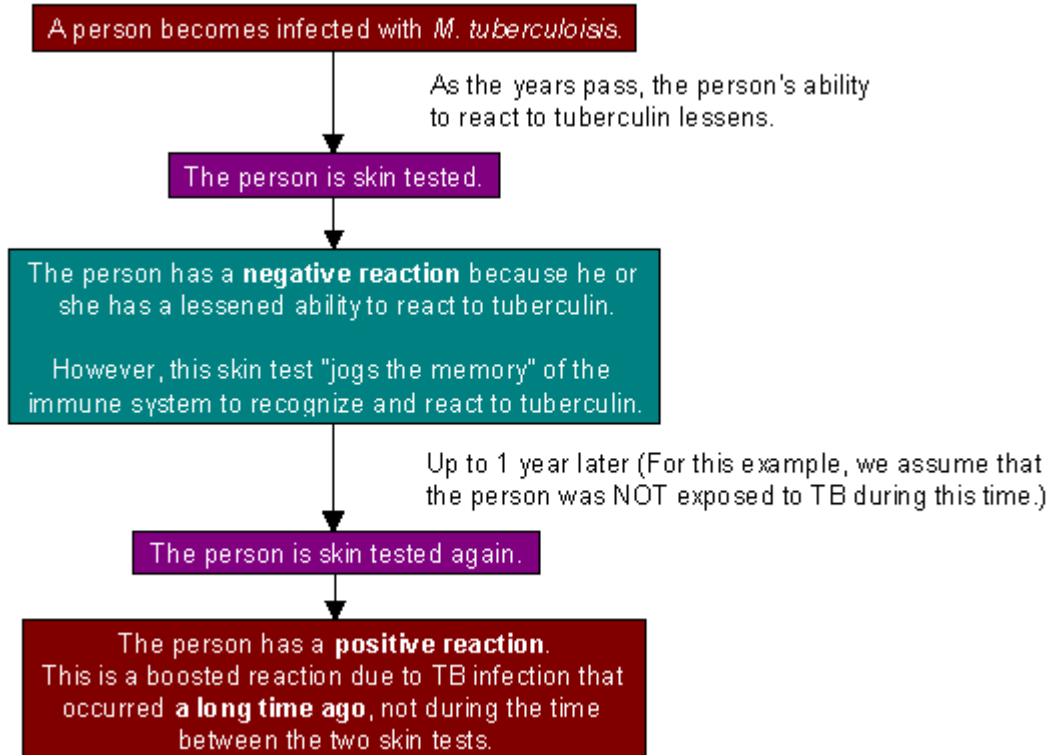 A person becomes infected with M. tuberculoisis.
As the years pass, the person's ability
to react to tuberculin lessens.
The person is skin tested.
The person has a negative reaction because he or
she has a lessened ability to react to tuberculin.
However, this skin test "jogs the memory" of the
immune system to recognize and react to tuberculin.
Up to 1 year later (For this example, we assume that
the person was NOT exposed to TB during this time.)
The person is skin tested again.
The person has a positive reaction.
This is a boosted reaction due to TB infection that
occurred a long time ago, not during the time
between the two skin tests.